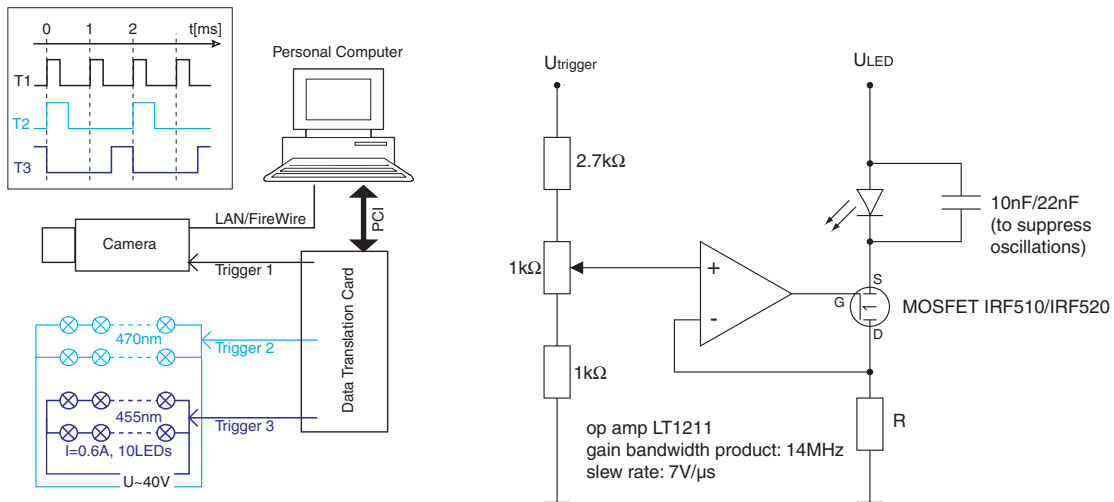 0 1 2 t[ms]
T1
T2
T3
Personal Computer
LAN/FireWire
PCI
Camera
Trigger 1
Data Translation Card
470nm
Trigger 2
455nm
Trigger 3
I=0.6A, 10LEDs
U~40V
Utrigger
ULED
2.7kΩ
10nF/22nF
(to suppress
oscillations)
1kΩ
+
-
S
G
D
MOSFET IRF510/IRF520
1kΩ
R
op amp LT1211
gain bandwidth product: 14MHz
slew rate: 7V/µs